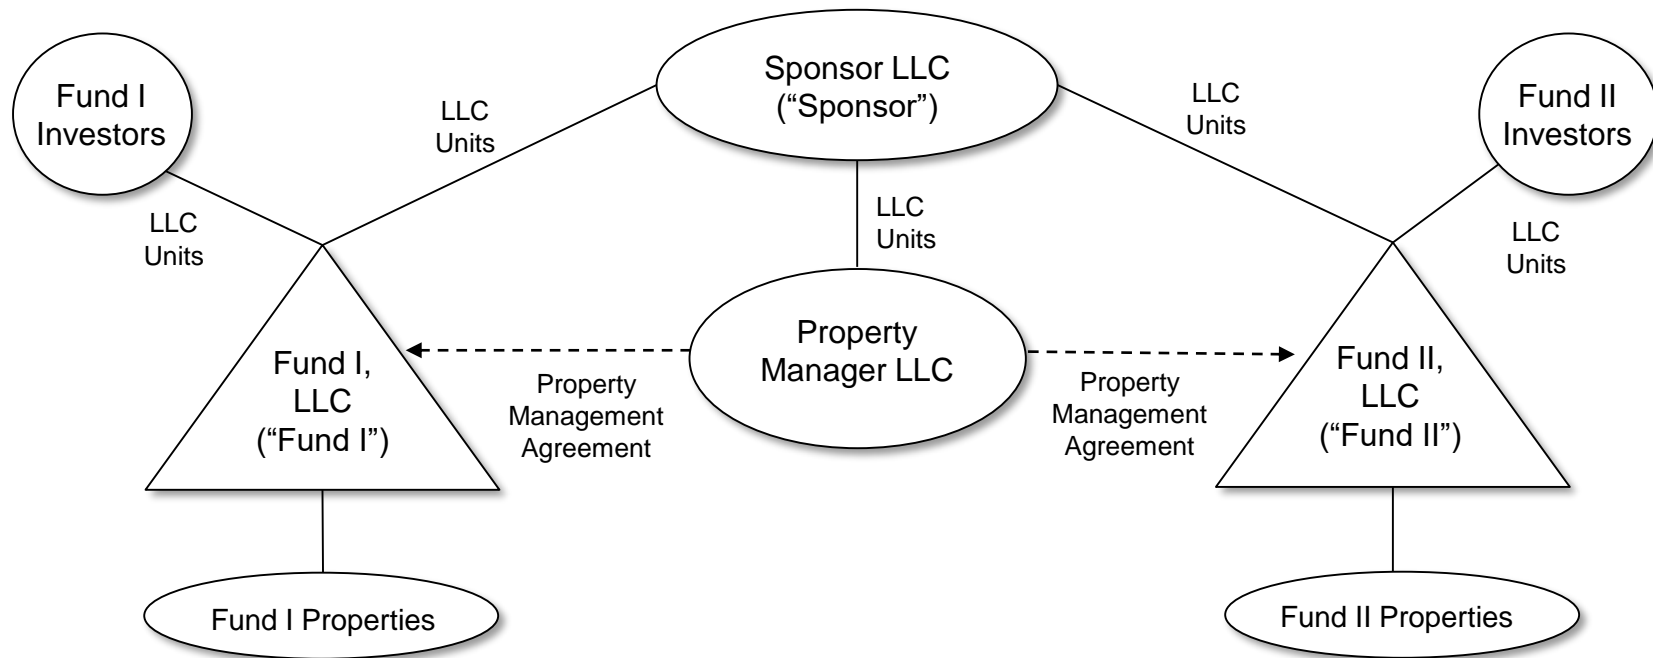 Sponsor LLC
(“Sponsor”)
Fund I
Investors
Fund II
Investors
LLC
Units
LLC
Units
LLC
Units
LLC
Units
LLC
Units
Property
Manager LLC
Fund I,
LLC
(“Fund I”)
Property
Management
Agreement
Property
Management
Agreement
Fund II,
LLC
(“Fund II”)
Fund I Properties
Fund II Properties